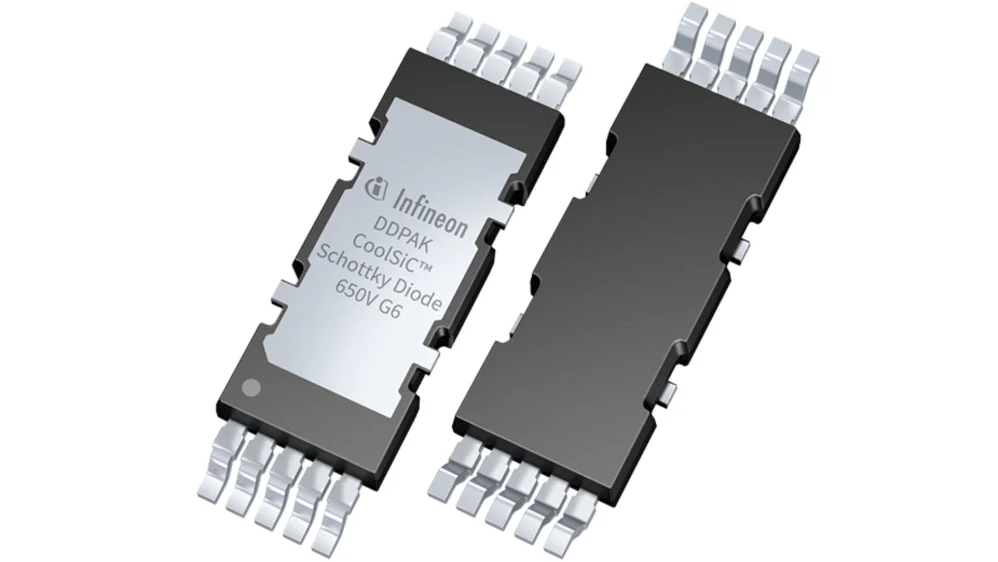 Infineon
DDPAK
CoolSiC™
Schottky Diode
650V G6